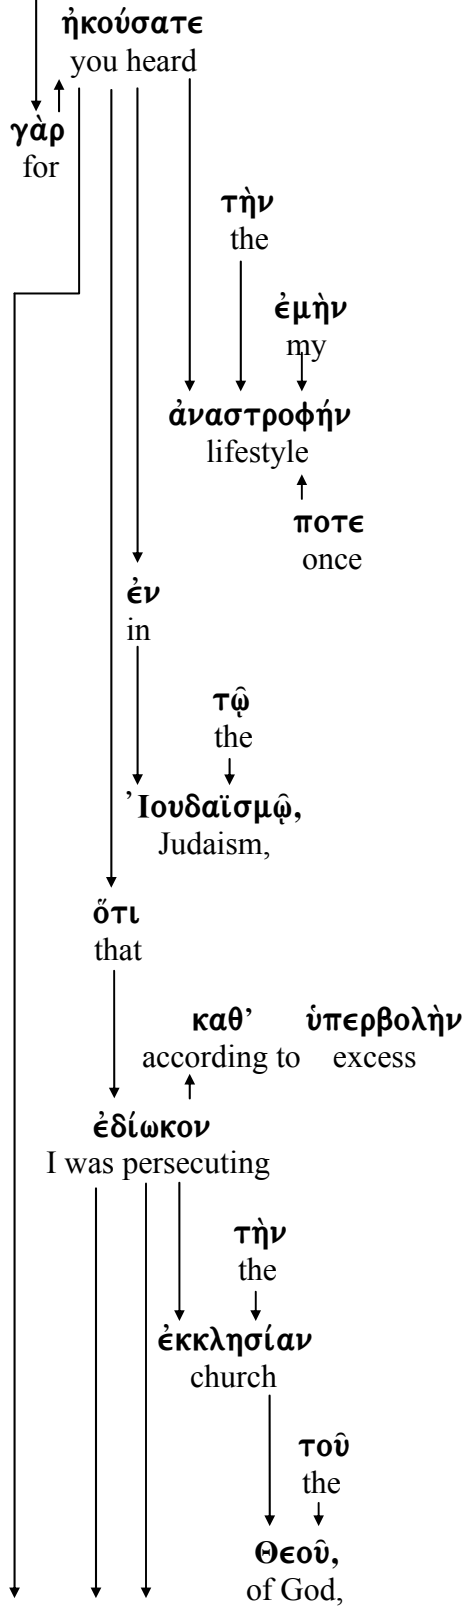 ἠκούσατε
you heard
γὰρ
for
τὴν
the
ἐμὴν
my
ἀναστροφήν
lifestyle
ποτε
once
ἐν
in
τῷ
the
Ἰουδαϊσμῷ,
Judaism,
ὅτι
that
καθ’ ὑπερβολὴν
according to excess
ἐδίωκον
I was persecuting
τὴν
the
ἐκκλησίαν
church
τοῦ
the
Θεοῦ,
of God,